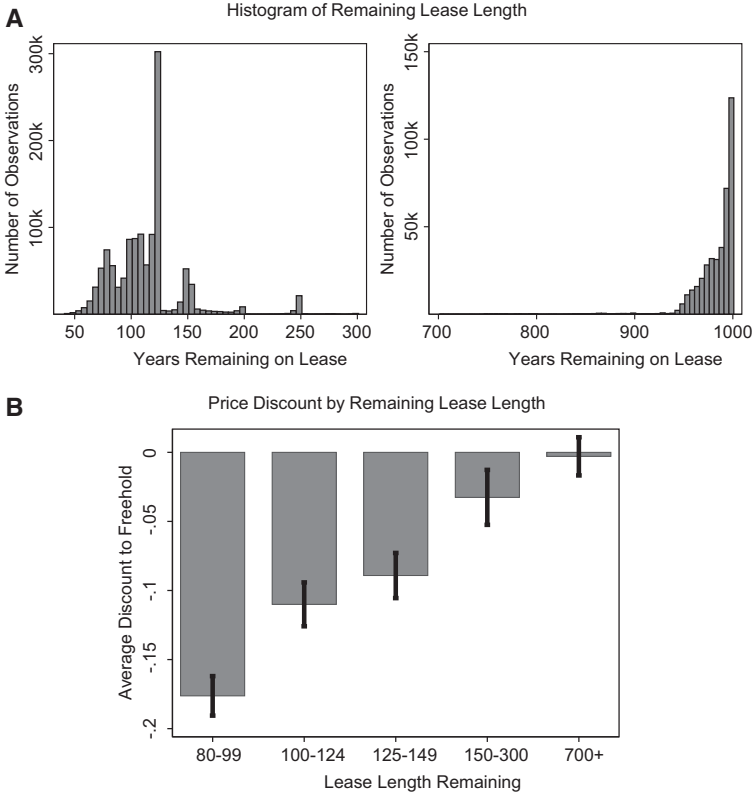 A
Histogram of Remaining Lease Length
Number of Observations
300k
200k
100k
50 100 150 200 250 300
Years Remaining on Lease
Number of Observations
150k
100k
50k
700 800 900 1000
Years Remaining on Lease
B
Price Discount by Remaining Lease Length
Average Discount to Freehold
0
-.05
-.1
-.15
-.2
80-99 100-124 125-149 150-300 700+
Lease Length Remaining